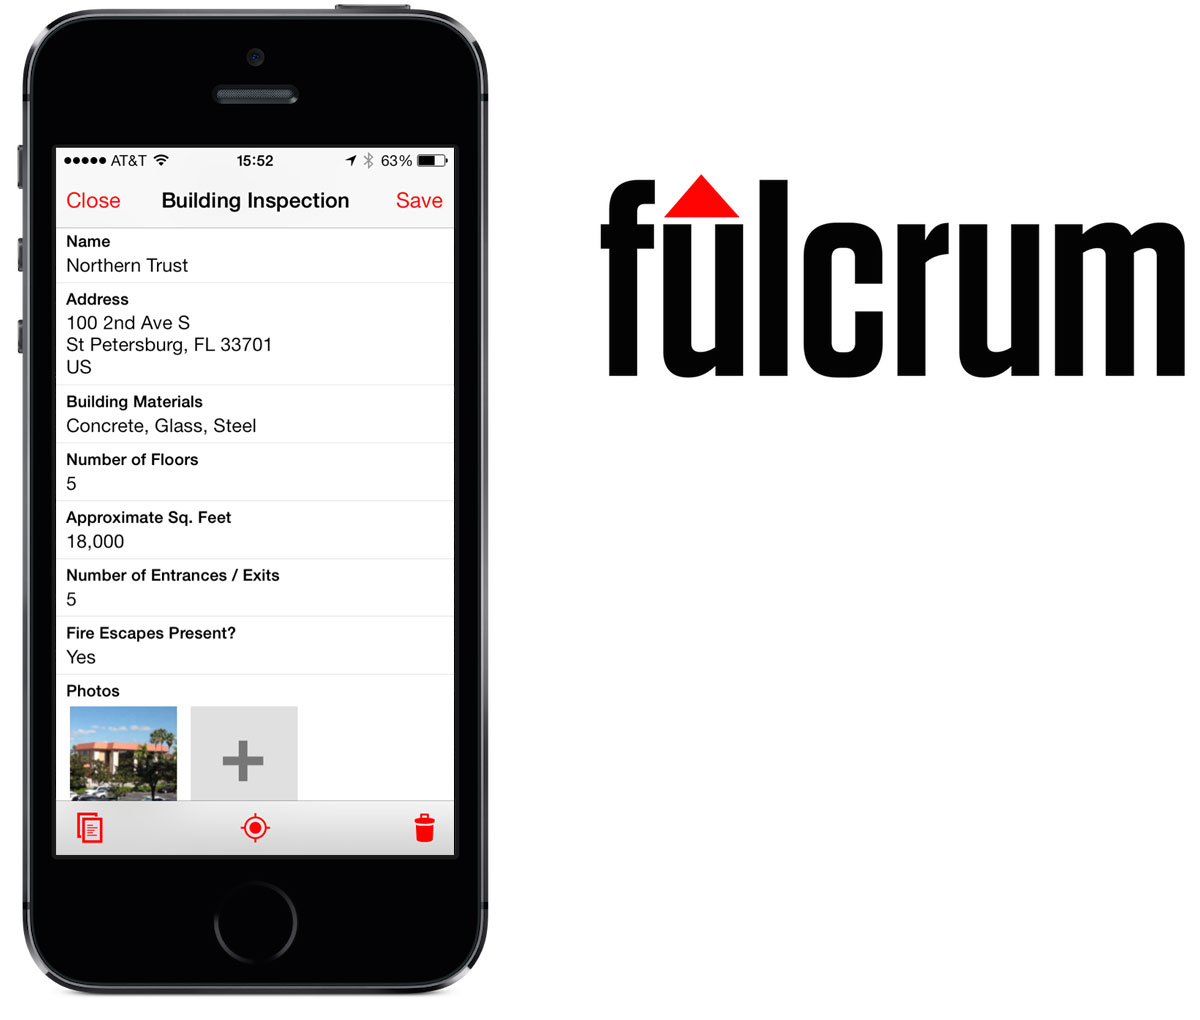 AT&T 15:52 63%
Close Building Inspection Save
Name
Northern Trust
Address
100 2nd Ave S
St Petersburg, FL 33701
US
Building Materials
Concrete, Glass, Steel
Number of Floors
5
Approximate Sq. Feet
18,000
Number of Entrances / Exits
5
Fire Escapes Present?
Yes
Photos
fulcrum